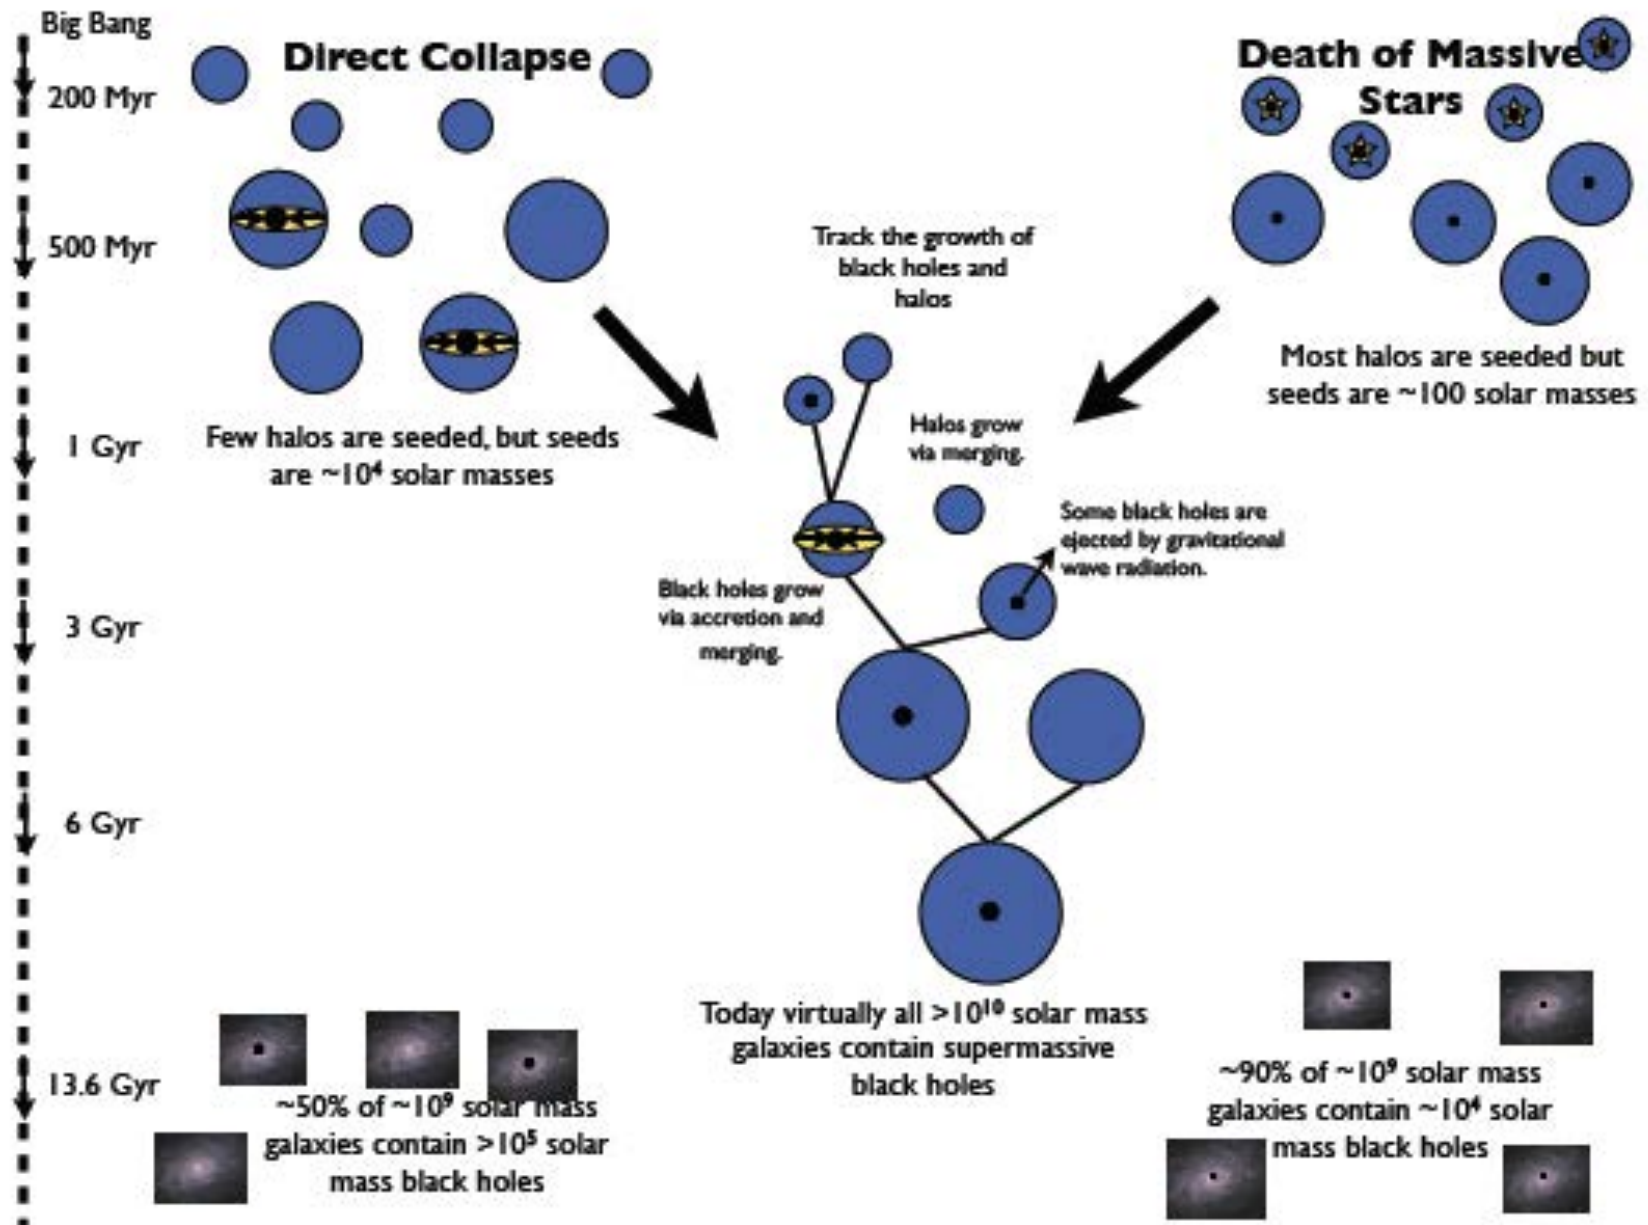 Big Bang
200 Myr
500 Myr
1 Gyr
3 Gyr
6 Gyr
13.6 Gyr
Direct Collapse
Few halos are seeded, but seeds
are ~10⁴ solar masses
Death of Massive
Stars
Most halos are seeded but
seeds are ~100 solar masses
Track the growth of
black holes and
halos
Halos grow
via merging.
Some black holes are
ejected by gravitational
wave radiation.
Black holes grow
via accretion and
merging.
Today virtually all >10¹⁰ solar mass
galaxies contain supermassive
black holes
~50% of ~10⁹ solar mass
galaxies contain >10⁵ solar
mass black holes
~90% of ~10⁹ solar mass
galaxies contain ~10⁴ solar
mass black holes